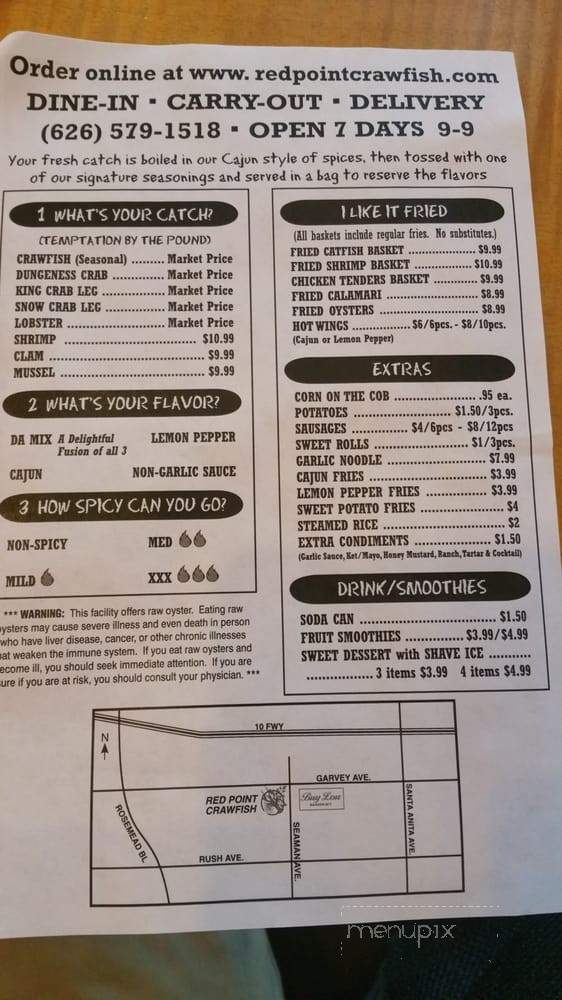 Order online at www. redpointcrawfish.com
DINE-IN ▪ CARRY-OUT ▪ DELIVERY
(626) 579-1518 ▪ OPEN 7 DAYS 9-9
Your fresh catch is boiled in our Cajun style of spices, then tossed with one
of our signature seasonings and served in a bag to reserve the flavors
1 WHAT'S YOUR CATCH?
(TEMPTATION BY THE POUND)
CRAWFISH (Seasonal) ......... Market Price
DUNGENESS CRAB ............. Market Price
KING CRAB LEG ................. Market Price
SNOW CRAB LEG ................ Market Price
LOBSTER ......................... Market Price
SHRIMP ................................. $10.99
CLAM ....................................... $9.99
MUSSEL ................................... $9.99
2 WHAT'S YOUR FLAVOR?
DA MIX A Delightful Fusion of all 3
LEMON PEPPER
CAJUN
NON-GARLIC SAUCE
3 HOW SPICY CAN YOU GO?
NON-SPICY
MED
MILD
XXX
*** WARNING: This facility offers raw oyster. Eating raw
oysters may cause severe illness and even death in person
who have liver disease, cancer, or other chronic illnesses
hat weaken the immune system. If you eat raw oysters and
ecome ill, you should seek immediate attention. If you are
ure if you are at risk, you should consult your physician. ***
I LIKE IT FRIED
(All baskets include regular fries. No substitutes.)
FRIED CATFISH BASKET ................... $9.99
FRIED SHRIMP BASKET ................. $10.99
CHICKEN TENDERS BASKET ............ $9.99
FRIED CALAMARI ......................... $8.99
FRIED OYSTERS ............................ $8.99
HOT WINGS ................ $6/6pcs. - $8/10pcs.
(Cajun or Lemon Pepper)
EXTRAS
CORN ON THE COB ....................... .95 ea.
POTATOES ............................ $1.50/3pcs.
SAUSAGES ............... $4/6pcs - $8/12pcs
SWEET ROLLS ............................ $1/3pcs.
GARLIC NOODLE ............................ $7.99
CAJUN FRIES ................................ $3.99
LEMON PEPPER FRIES ................. $3.99
SWEET POTATO FRIES ........................ $4
STEAMED RICE .................................. $2
EXTRA CONDIMENTS ...................... $1.50
(Garlic Sauce, Ket/Mayo, Honey Mustard, Ranch, Tartar & Cocktail)
DRINK/SMOOTHIES
SODA CAN .................................... $1.50
FRUIT SMOOTHIES ............... $3.99/$4.99
SWEET DESSERT with SHAVE ICE ...........
.................. 3 items $3.99 4 items $4.99
10 FWY
N
GARVEY AVE.
RED POINT
CRAWFISH
ROSEMEAD BL
SEAMAN AVE.
SANTA ANITA AVE.
RUSH AVE.
menupix